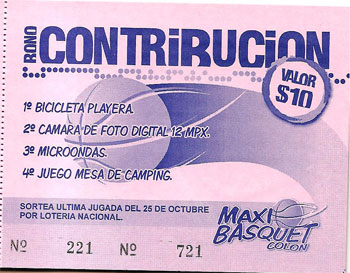 BONO
CONTRIBUCION
VALOR
$10
1º BICICLETA PLAYERA.
2º CAMARA DE FOTO DIGITAL 12 MPX.
3º MICROONDAS.
4º JUEGO MESA DE CAMPING.
SORTEA ULTIMA JUGADA DEL 25 DE OCTUBRE
POR LOTERIA NACIONAL.
MAXI
BASQUET
COLON
Nº 221 Nº 721